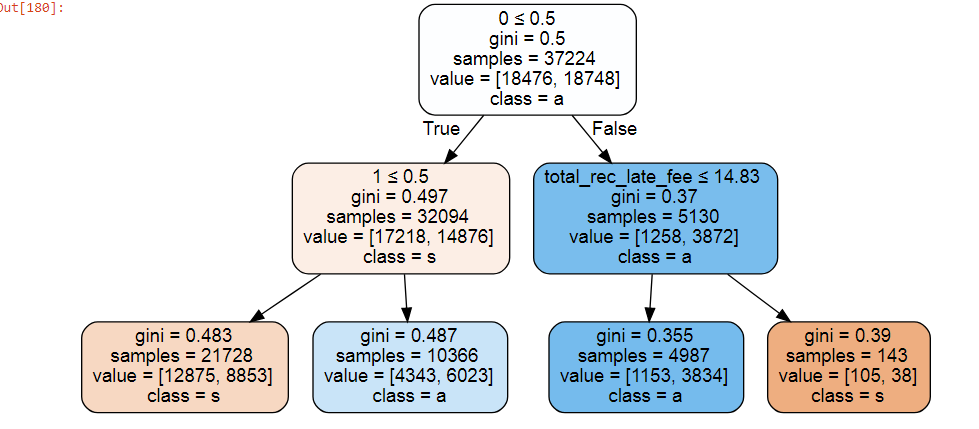 Out[180]:
0 ≤ 0.5
gini = 0.5
samples = 37224
value = [18476, 18748]
class = a
True
False
1 ≤ 0.5
gini = 0.497
samples = 32094
value = [17218, 14876]
class = s
total_rec_late_fee ≤ 14.83
gini = 0.37
samples = 5130
value = [1258, 3872]
class = a
gini = 0.483
samples = 21728
value = [12875, 8853]
class = s
gini = 0.487
samples = 10366
value = [4343, 6023]
class = a
gini = 0.355
samples = 4987
value = [1153, 3834]
class = a
gini = 0.39
samples = 143
value = [105, 38]
class = s